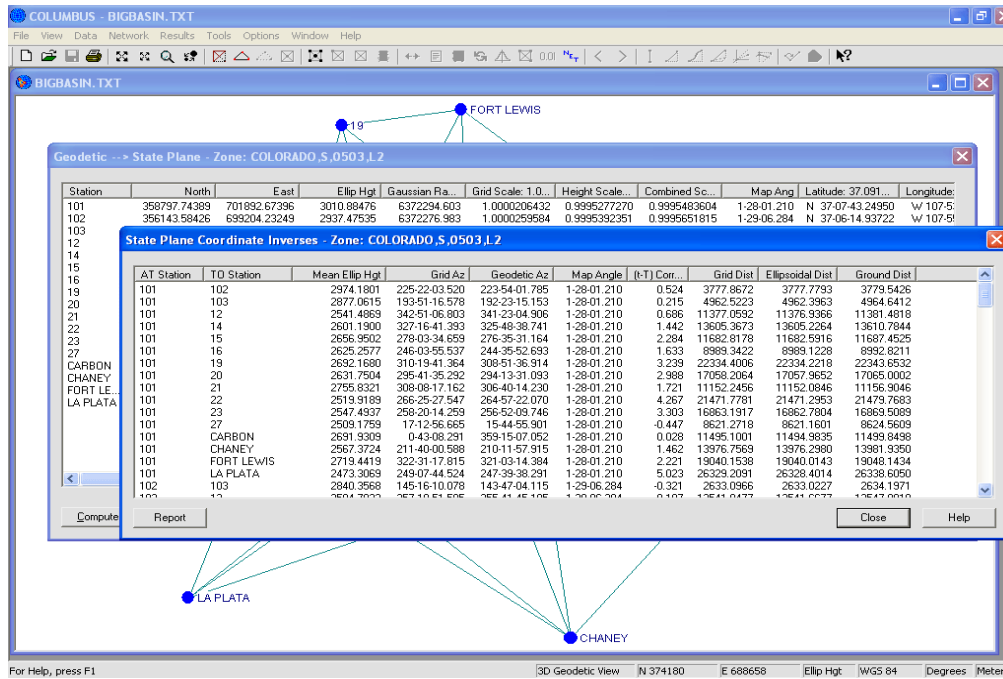 COLUMBUS - BIGBASIN.TXT
File View Data Network Results Tools Options Window Help
0.01
BIGBASIN.TXT
19
FORT LEWIS
Geodetic --> State Plane - Zone: COLORADO,S,0503,L2
Station North East Ellip Hgt Gaussian Ra... Grid Scale: 1.0... Height Scale... Combined Sc... Map Ang Latitude: 37.091... Longitude:
101 358797.74389 701892.67396 3010.88476 6372294.603 1.0000206432 0.9995277270 0.9995483604 1-28-01.210 N 37-07-43.24950
102 356143.58426 699204.23249 2937.47535 6372276.983 1.0000259584 0.9995392351 0.9995651815 1-29-06.284 N 37-06-14.93722
103
12
14
15
16
19
20
21
22
23
27
CARBON
CHANEY
FORT LE...
LA PLATA
Compute
State Plane Coordinate Inverses - Zone: COLORADO,S,0503,L2
AT Station TO Station Mean Ellip Hgt Grid Az Geodetic Az Map Angle (t-T) Corr... Grid Dist Ellipsoidal Dist Ground Dist
101 102 2974.1801 225-22-03.520 223-54-01.785 1-28-01.210 0.524 3777.8672 3777.7793 3779.5426
101 103 2877.0615 193-51-16.578 192-23-15.153 1-28-01.210 0.215 4962.5223 4962.3963 4964.6412
101 12 2541.4869 342-51-06.803 341-23-04.906 1-28-01.210 0.686 11377.0592 11376.9366 11381.4818
101 14 2601.1900 327-16-41.393 325-48-38.741 1-28-01.210 1.442 13605.3673 13605.2264 13610.7844
101 15 2656.9502 278-03-34.659 276-35-31.164 1-28-01.210 2.284 11682.8178 11682.5916 11687.4525
101 16 2625.2577 246-03-55.537 244-35-52.693 1-28-01.210 1.633 8989.3422 8989.1228 8992.8211
101 19 2692.1680 310-19-41.364 308-51-36.914 1-28-01.210 3.239 22334.4006 22334.2218 22343.6532
101 20 2631.7504 295-41-35.292 294-13-31.093 1-28-01.210 2.988 17058.2064 17057.9652 17065.0002
101 21 2755.8321 308-08-17.162 306-40-14.230 1-28-01.210 1.721 11152.2456 11152.0846 11156.9046
101 22 2519.9189 266-25-27.547 264-57-22.070 1-28-01.210 4.267 21471.7781 21471.2953 21479.7683
101 23 2547.4937 258-20-14.259 256-52-09.746 1-28-01.210 3.303 16863.1917 16862.7804 16869.5089
101 27 2509.1759 17-12-56.665 15-44-55.901 1-28-01.210 -0.447 8621.2718 8621.1601 8624.5609
101 CARBON 2691.9309 0-43-08.291 359-15-07.052 1-28-01.210 0.028 11495.1001 11494.9835 11499.8498
101 CHANEY 2567.3724 211-40-00.588 210-11-57.915 1-28-01.210 1.462 13976.7569 13976.2980 13981.9350
101 FORT LEWIS 2719.4419 322-31-17.815 321-03-14.384 1-28-01.210 2.221 19040.1538 19040.0143 19048.1434
101 LA PLATA 2473.3069 249-07-44.524 247-39-38.291 1-28-01.210 5.023 26329.2091 26328.4014 26338.6050
102 103 2840.3568 145-16-10.078 143-47-04.115 1-29-06.284 -0.321 2633.0966 2633.0227 2634.1971
Report Close Help
LA PLATA
CHANEY
For Help, press F1 3D Geodetic View N 374180 E 688658 Ellip Hgt WGS 84 Degrees Meter